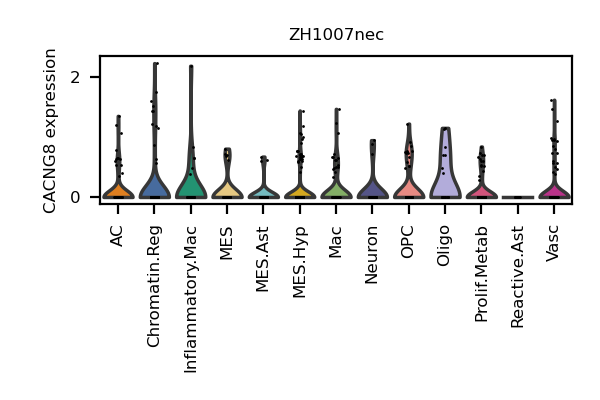 ZH1007nec
CACNG8 expression
2
0
AC
Chromatin.Reg
Inflammatory.Mac
MES
MES.Ast
MES.Hyp
Mac
Neuron
OPC
Oligo
Prolif.Metab
Reactive.Ast
Vasc